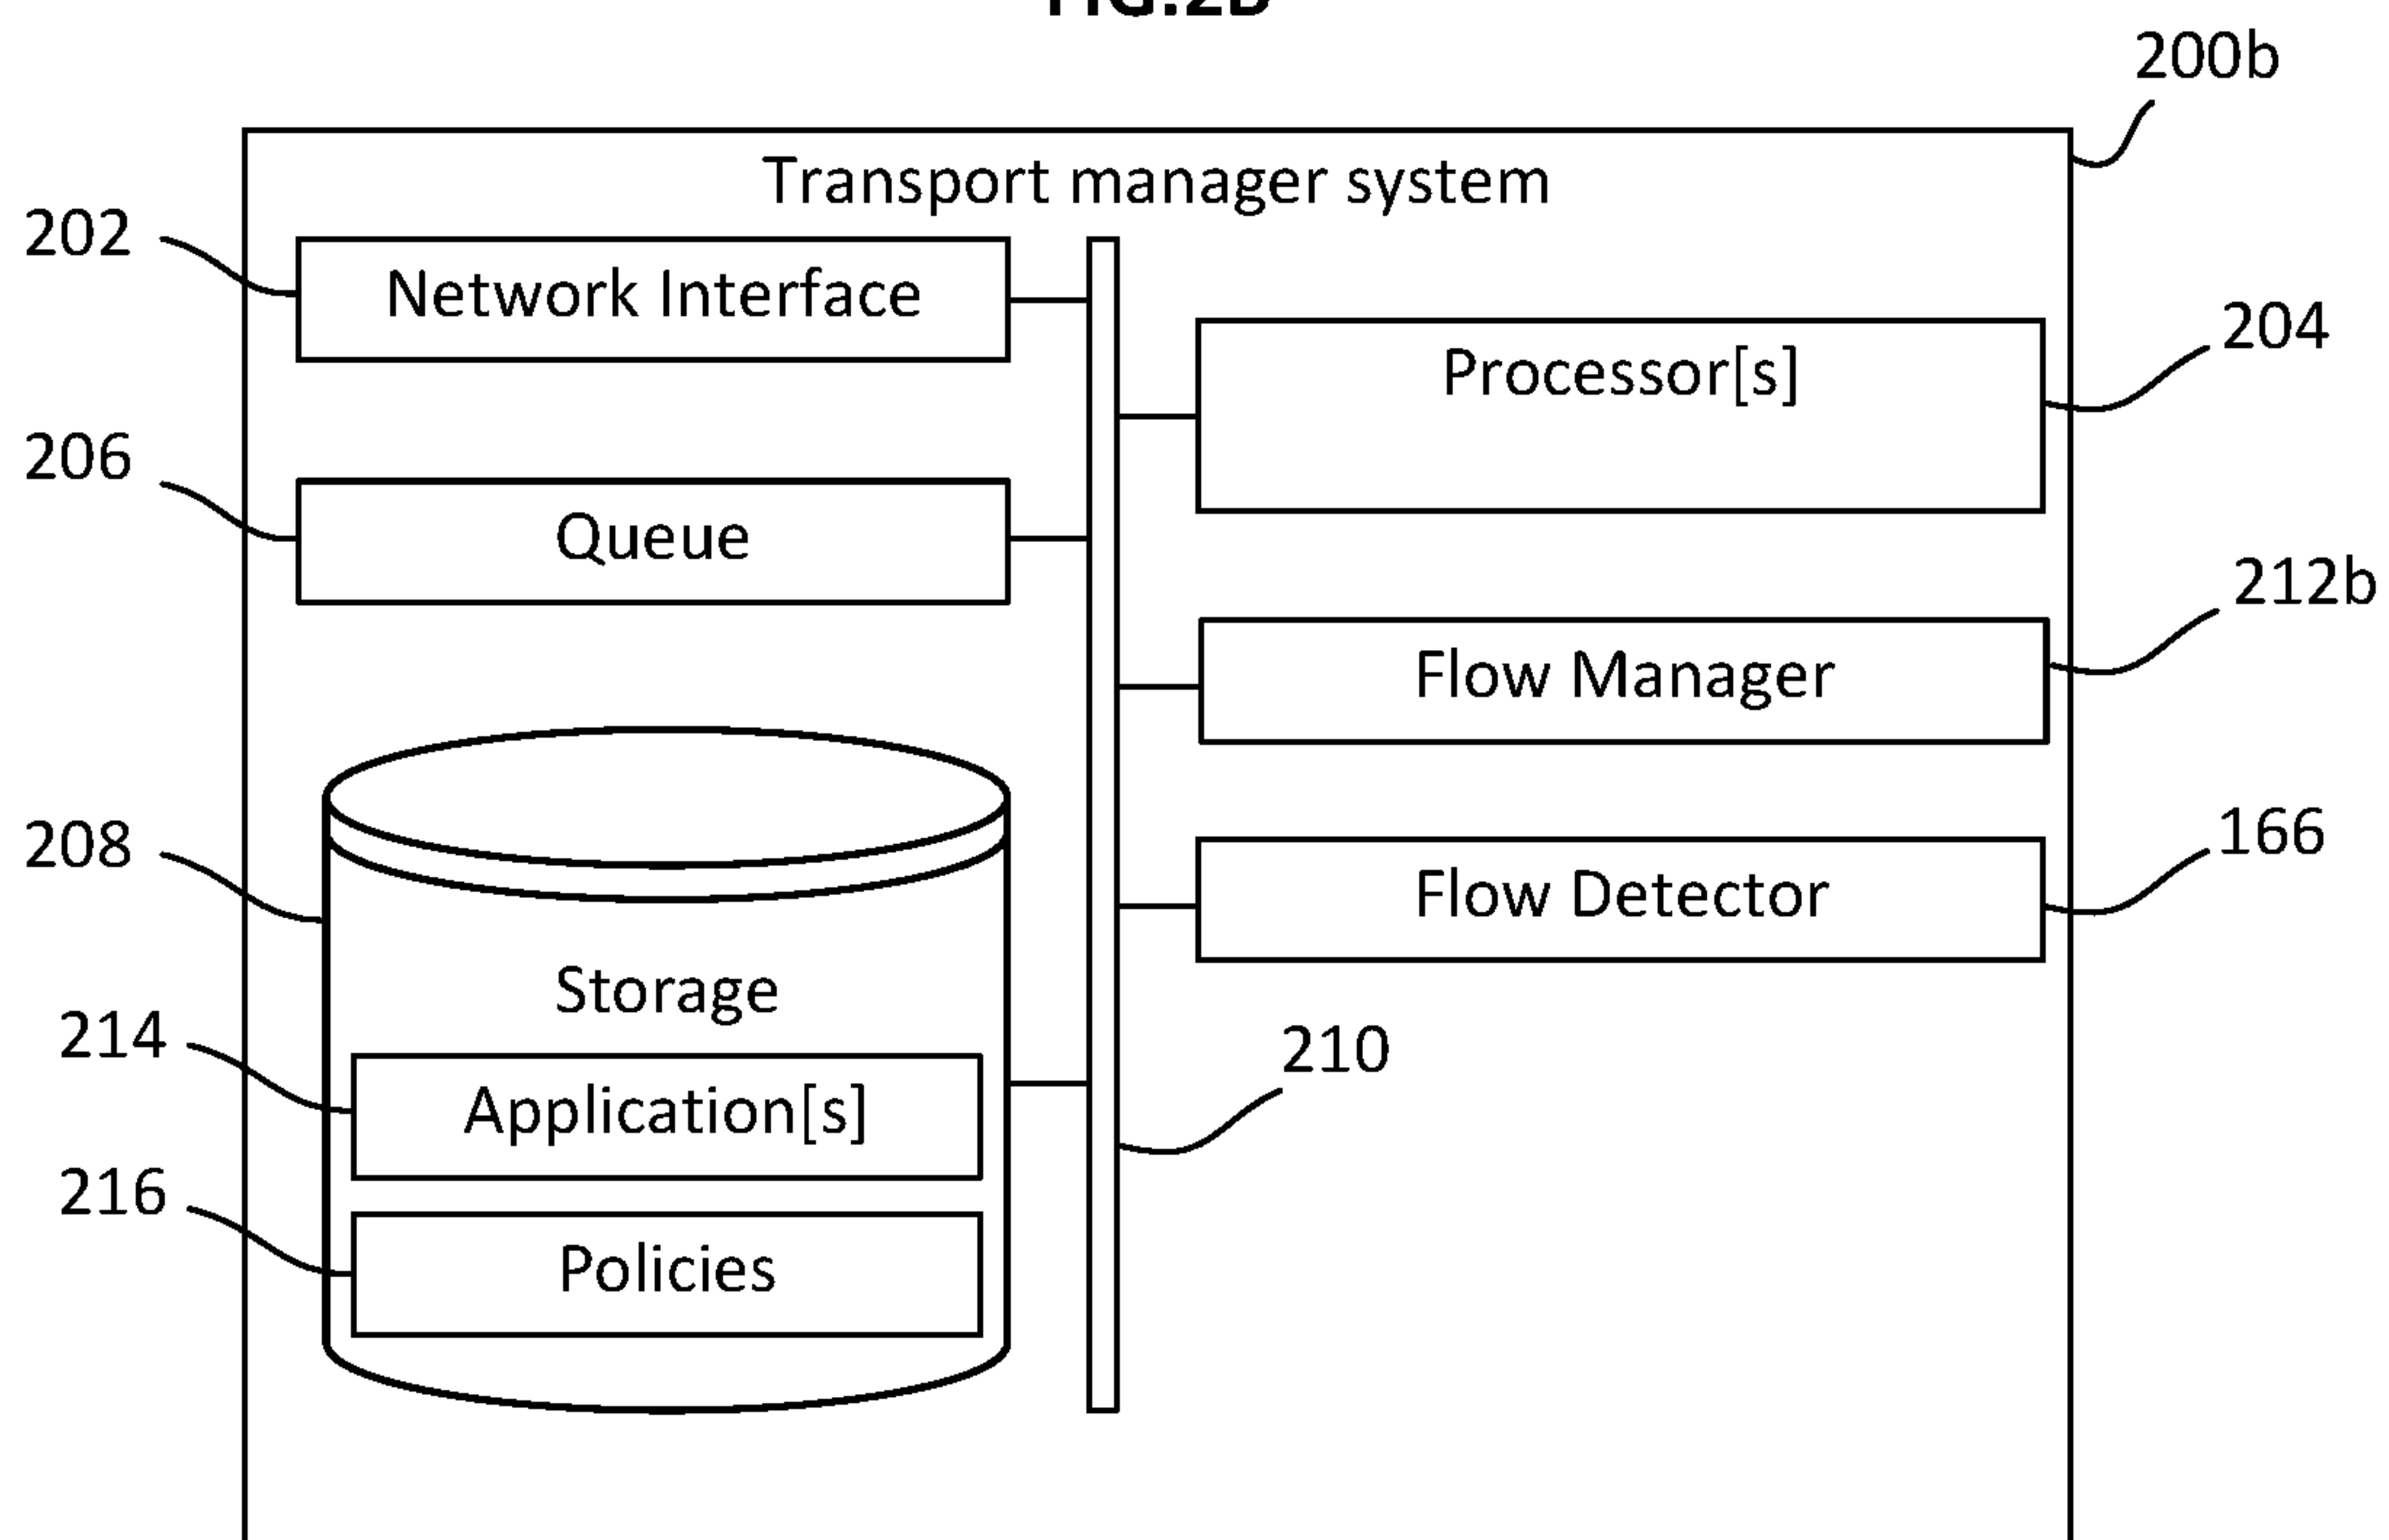 200b
Transport manager system
202
Network Interface
204
Processor[s]
206
Queue
212b
Flow Manager
208
166
Flow Detector
Storage
214
210
Application[s]
216
Policies